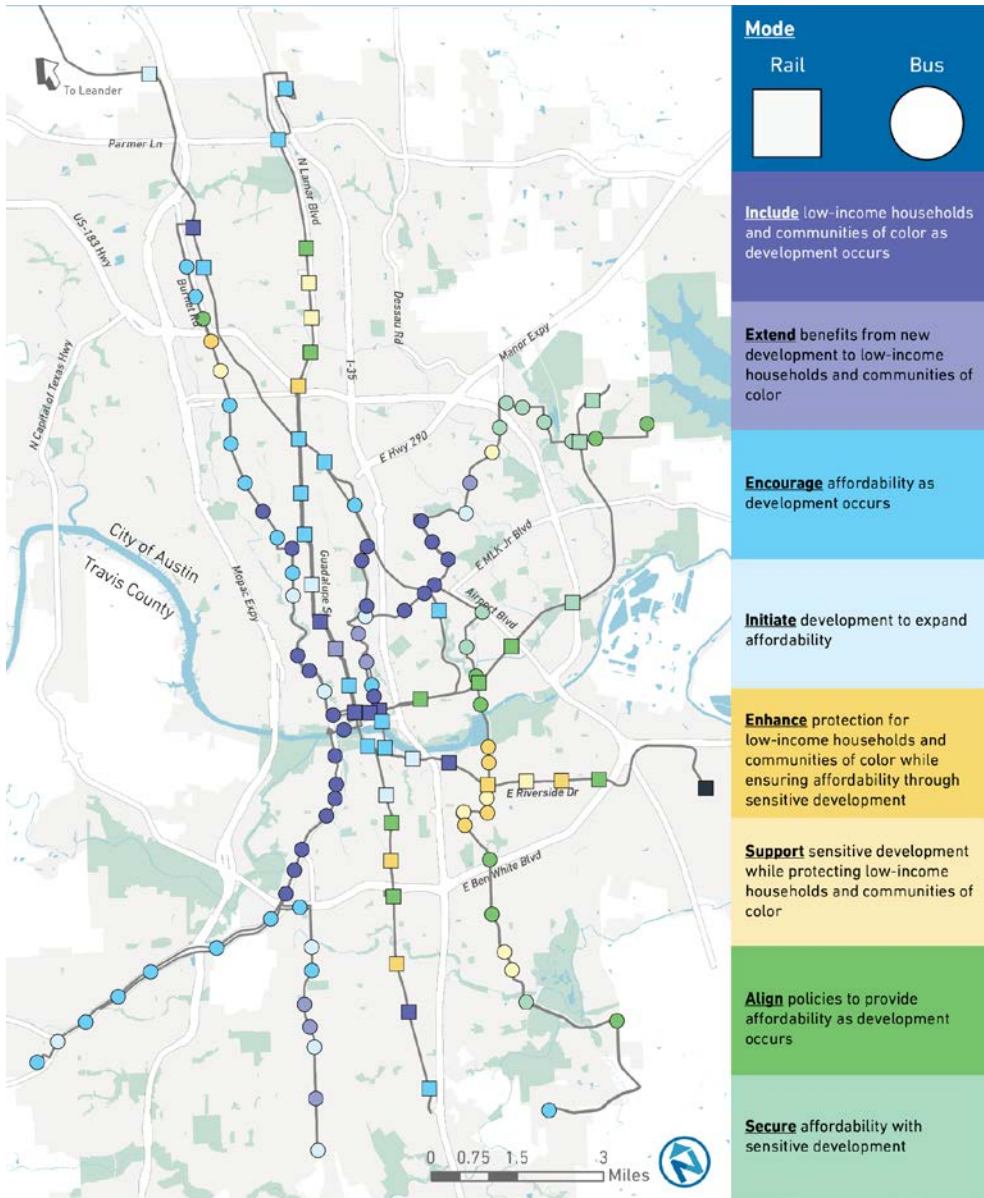 To Leander
Parmer Ln
US-183 Hwy
N Lamar Blvd
Burnet Rd
Dessau Rd
I-35
Manor Expy
N Capital of Texas Hwy
E Hwy 290
City of Austin
Travis County
Mopac Expy
Guadalupe St
E MLK Jr Blvd
Airport Blvd
E Riverside Dr
E Ben White Blvd
0 0.75 1.5 3
Miles
N
Mode
Rail Bus
Include low-income households
and communities of color as
development occurs
Extend benefits from new
development to low-income
households and communities of
color
Encourage affordability as
development occurs
Initiate development to expand
affordability
Enhance protection for
low-income households and
communities of color while
ensuring affordability through
sensitive development
Support sensitive development
while protecting low-income
households and communities of
color
Align policies to provide
affordability as development
occurs
Secure affordability with
sensitive development